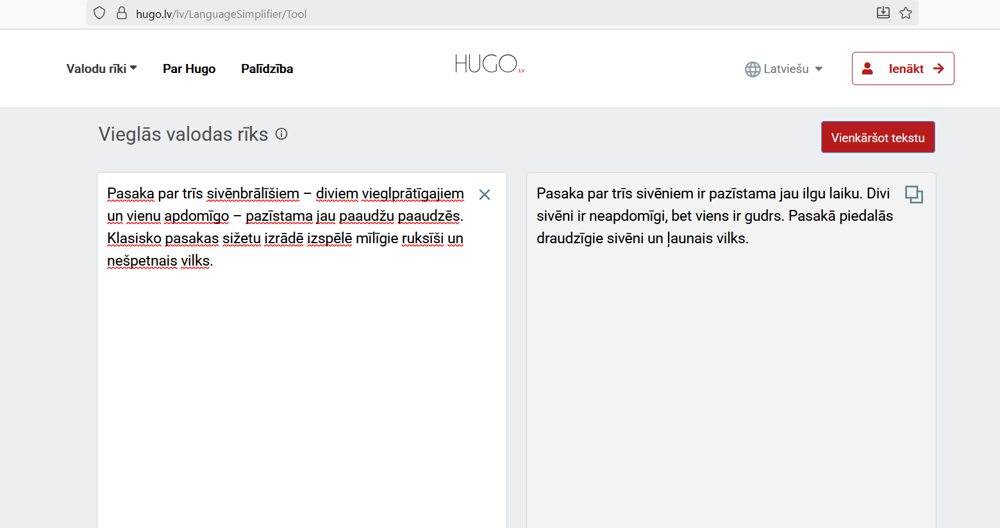 hugo.lv/lv/LanguageSimplifier/Tool
Valodu rīki
Par Hugo
Palīdzība
HUGO.LV
Latviešu
Ienākt
Vieglās valodas rīks
Vienkāršot tekstu
Pasaka par trīs sivēnbrālīšiem – diviem vieglprātīgajiem
un vienu apdomīgo – pazīstama jau paaudžu paaudzēs.
Klasisko pasakas sižetu izrādē izspēlē mīlīgie ruksīši un
nešpetnais vilks.
Pasaka par trīs sivēniem ir pazīstama jau ilgu laiku. Divi
sivēni ir neapdomīgi, bet viens ir gudrs. Pasakā piedalās
draudzīgie sivēni un ļaunais vilks.